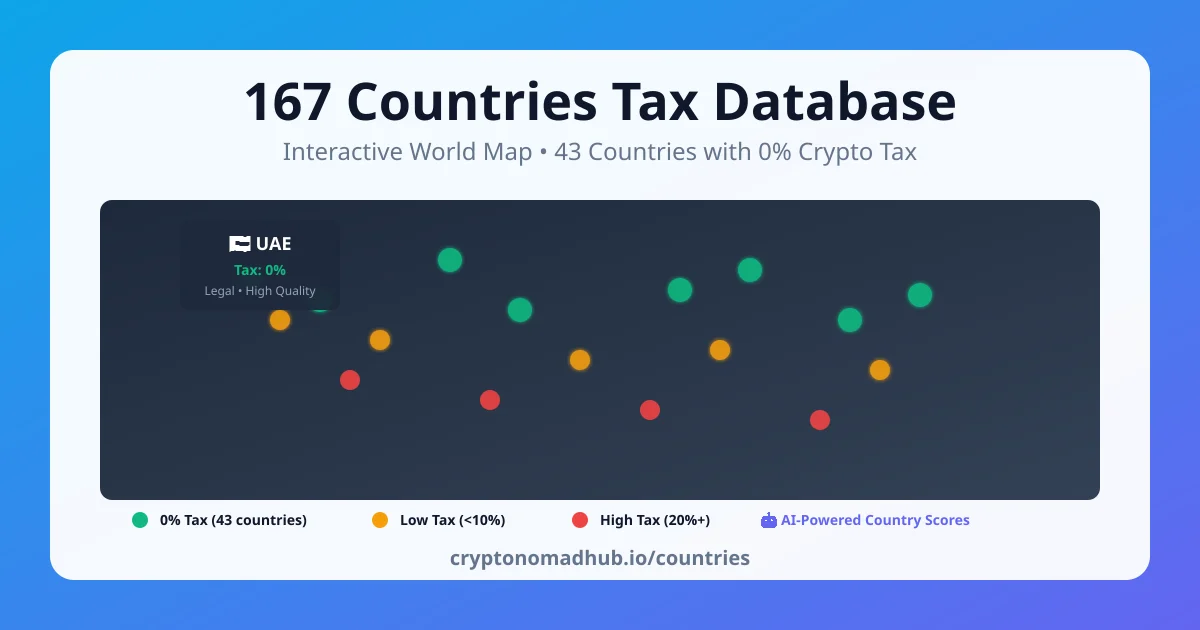 167 Countries Tax Database
Interactive World Map • 43 Countries with 0% Crypto Tax
UAE
Tax: 0%
Legal • High Quality
0% Tax (43 countries)
Low Tax (<10%)
High Tax (20%+)
AI-Powered Country Scores
cryptonomadhub.io/countries